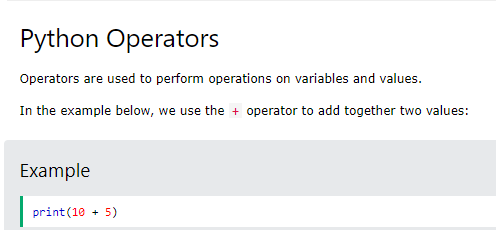 Python Operators
Operators are used to perform operations on variables and values.
In the example below, we use the + operator to add together two values:
Example
print(10 + 5)